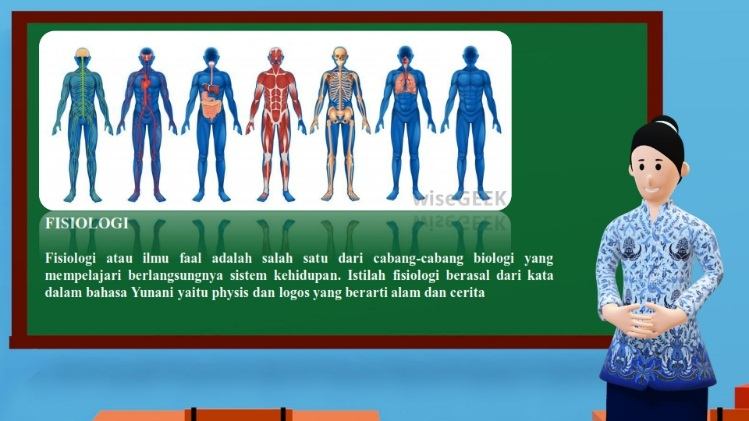 wiseGEEK
FISIOLOGI
Fisiologi atau ilmu faal adalah salah satu dari cabang-cabang biologi yang
mempelajari berlangsungnya sistem kehidupan. Istilah fisiologi berasal dari kata
dalam bahasa Yunani yaitu physis dan logos yang berarti alam dan cerita